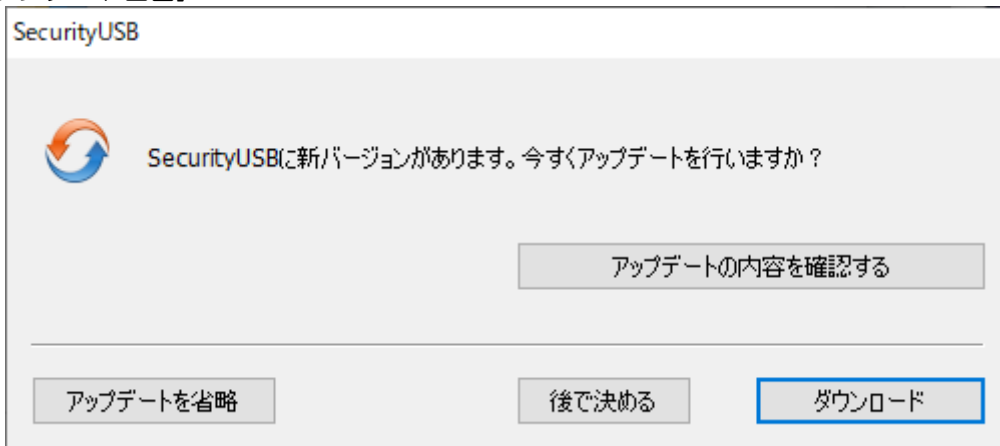 SecurityUSB
SecurityUSBに新バージョンがあります。今すぐアップデートを行いますか？
アップデートの内容を確認する
アップデートを省略
後で決める
ダウンロード